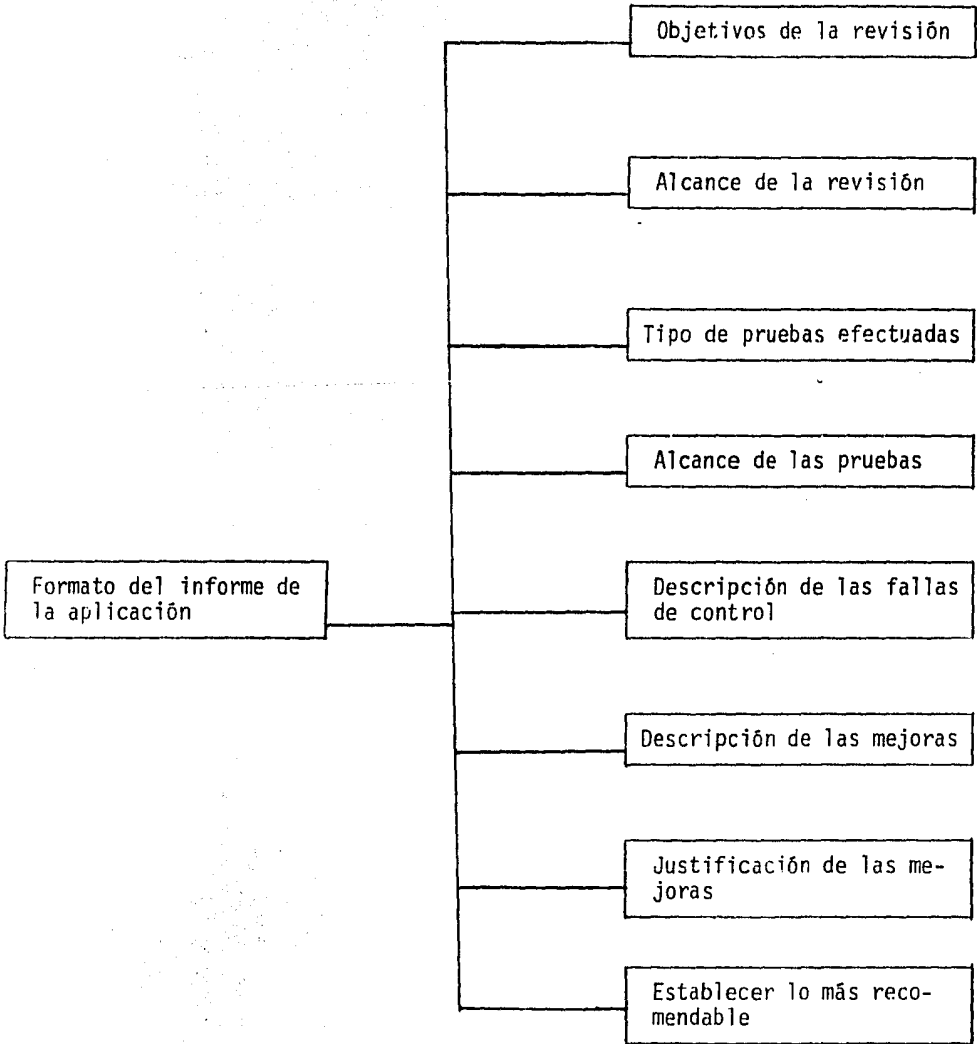 Objetivos de la revisión
Alcance de la revisión
Tipo de pruebas efectuadas
Alcance de las pruebas
Formato del informe de
la aplicación
Descripción de las fallas
de control
Descripción de las mejoras
Justificación de las me-
joras
Establecer lo más reco-
mendable